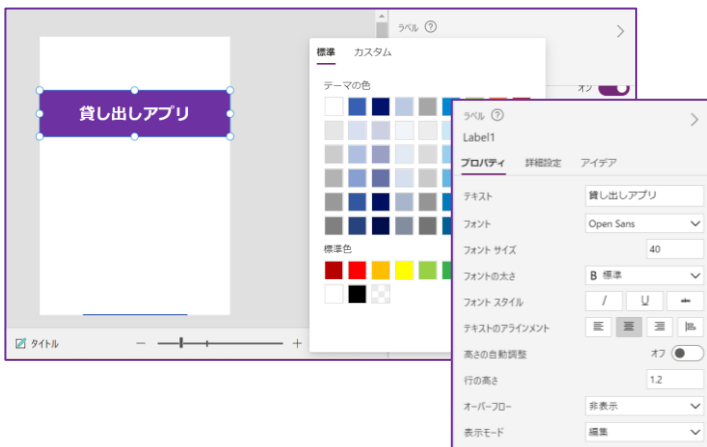 ラベル
標準 カスタム
テーマの色
標準色
貸し出しアプリ
タイトル
オン
ラベル
Label1
プロパティ 詳細設定 アイデア
テキスト 貸し出しアプリ
フォント Open Sans
フォント サイズ 40
フォントの太さ B 標準
フォント スタイル / U abc
テキストのアラインメント
高さの自動調整 オフ
行の高さ 1.2
オーバーフロー 非表示
表示モード 編集